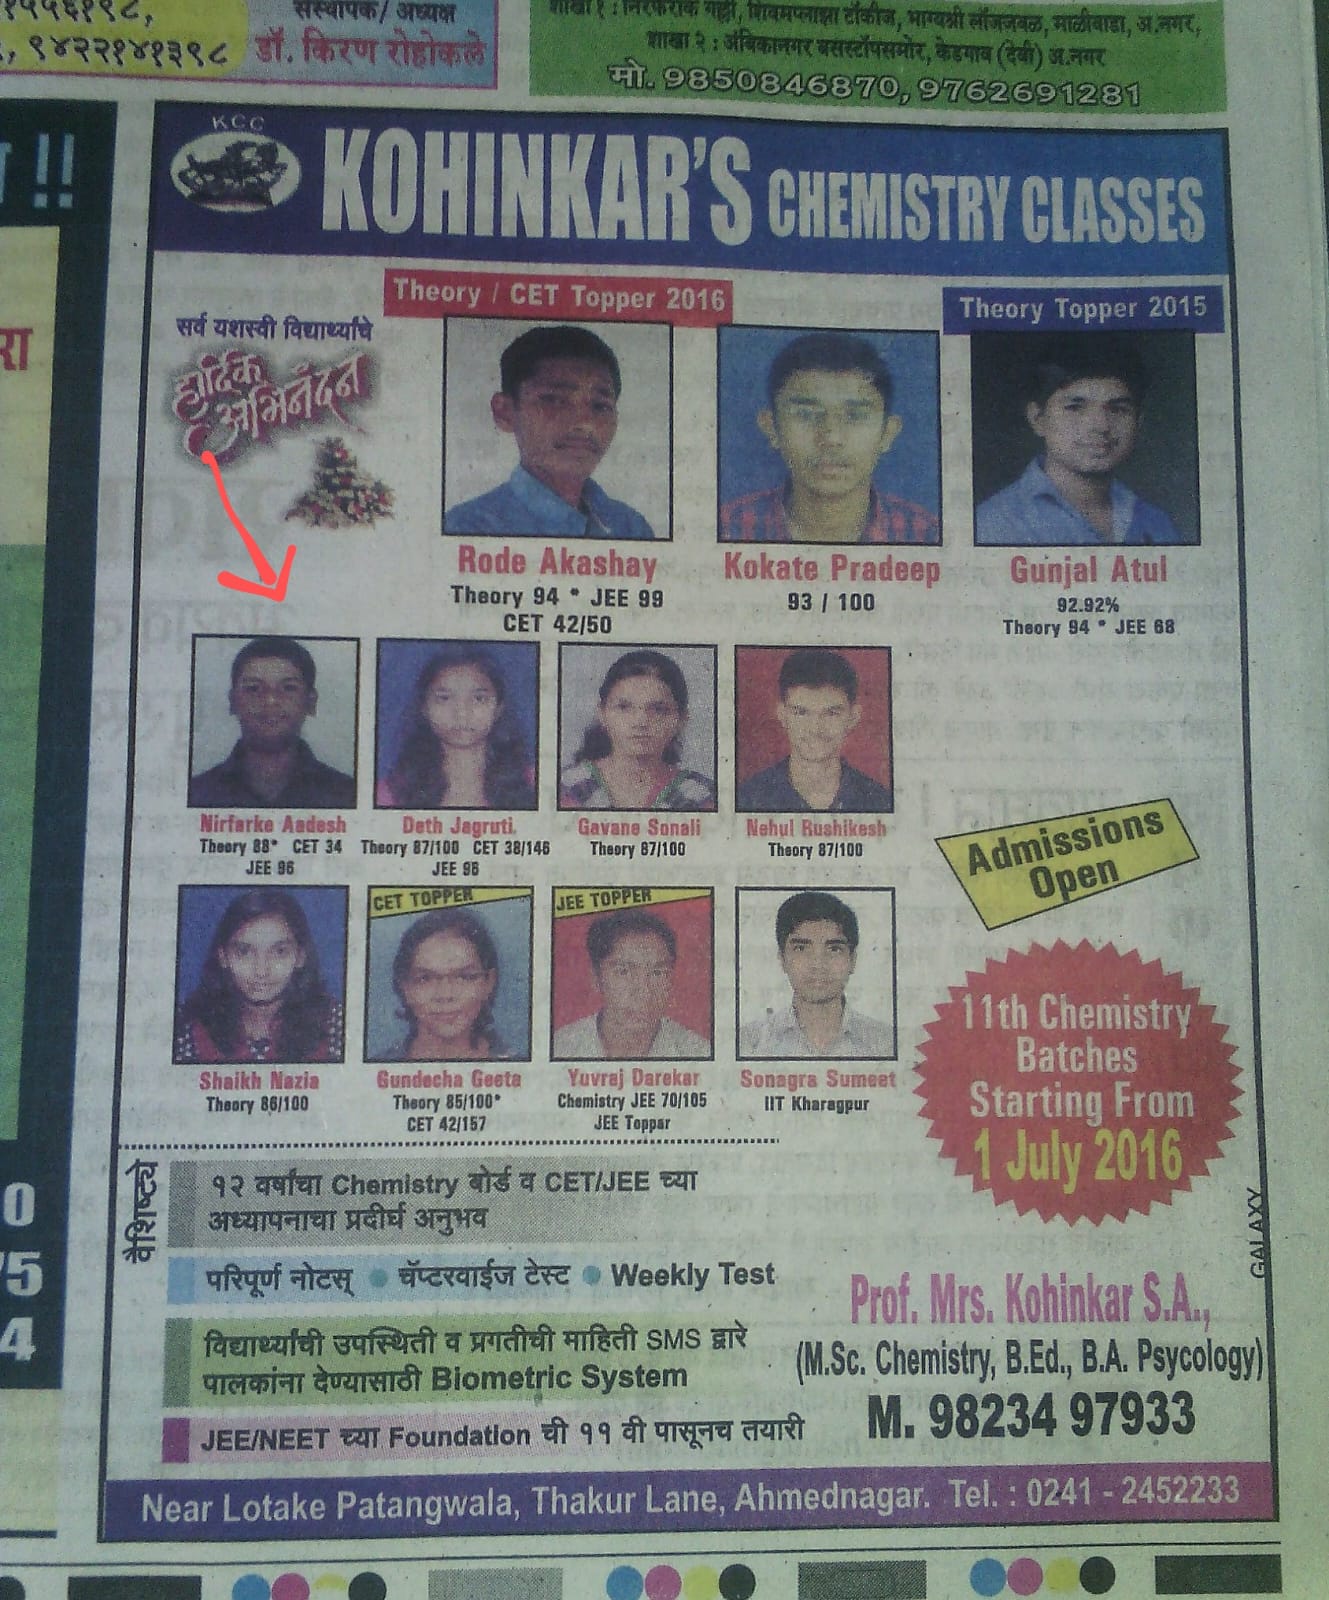 ९४२२१४१३९८
संस्थापक/ अध्यक्ष
डॉ. किरण रोहोकले
भाग्यश्री लॉजजवळ, माळीवाडा, अ.नगर,
शाखा २ : अंबिकानगर बसस्टॉपसमोर, केडगाव (देवी) अ.नगर
मो. 9850846870, 9762691281
!!
रा
KCC
KOHINKAR'S CHEMISTRY CLASSES
Theory / CET Topper 2016
Theory Topper 2015
सर्व यशस्वी विद्यार्थ्यांचे
हार्दिक
अभिनंदन
Rode Akashay
Theory 94 * JEE 99
CET 42/50
Kokate Pradeep
93 / 100
Gunjal Atul
92.92%
Theory 94 * JEE 68
Nirfarke Aadesh
Theory 88* CET 34
JEE 96
Deth Jagruti.
Theory 87/100 CET 38/146
JEE 96
Gavane Sonali
Theory 87/100
Nehul Rushikesh
Theory 87/100
Admissions
Open
CET TOPPER
JEE TOPPER
Shaikh Nazia
Theory 86/100
Gundecha Geeta
Theory 85/100*
CET 42/157
Yuvraj Darekar
Chemistry JEE 70/105
JEE Toppar
Sonagra Sumeet
IIT Kharagpur
11th Chemistry
Batches
Starting From
1 July 2016
वैशिष्ट्ये
१२ वर्षांचा Chemistry बोर्ड व CET/JEE च्या
अध्यापनाचा प्रदीर्घ अनुभव
परिपूर्ण नोटस् ● चॅप्टरवाईज टेस्ट ● Weekly Test
विद्यार्थ्यांची उपस्थिती व प्रगतीची माहिती SMS द्वारे
पालकांना देण्यासाठी Biometric System
JEE/NEET च्या Foundation ची ११ वी पासूनच तयारी
GALAXY
Prof. Mrs. Kohinkar S.A.,
(M.Sc. Chemistry, B.Ed., B.A. Psycology)
M. 98234 97933
Near Lotake Patangwala, Thakur Lane, Ahmednagar. Tel. : 0241 - 2452233
0
75
4